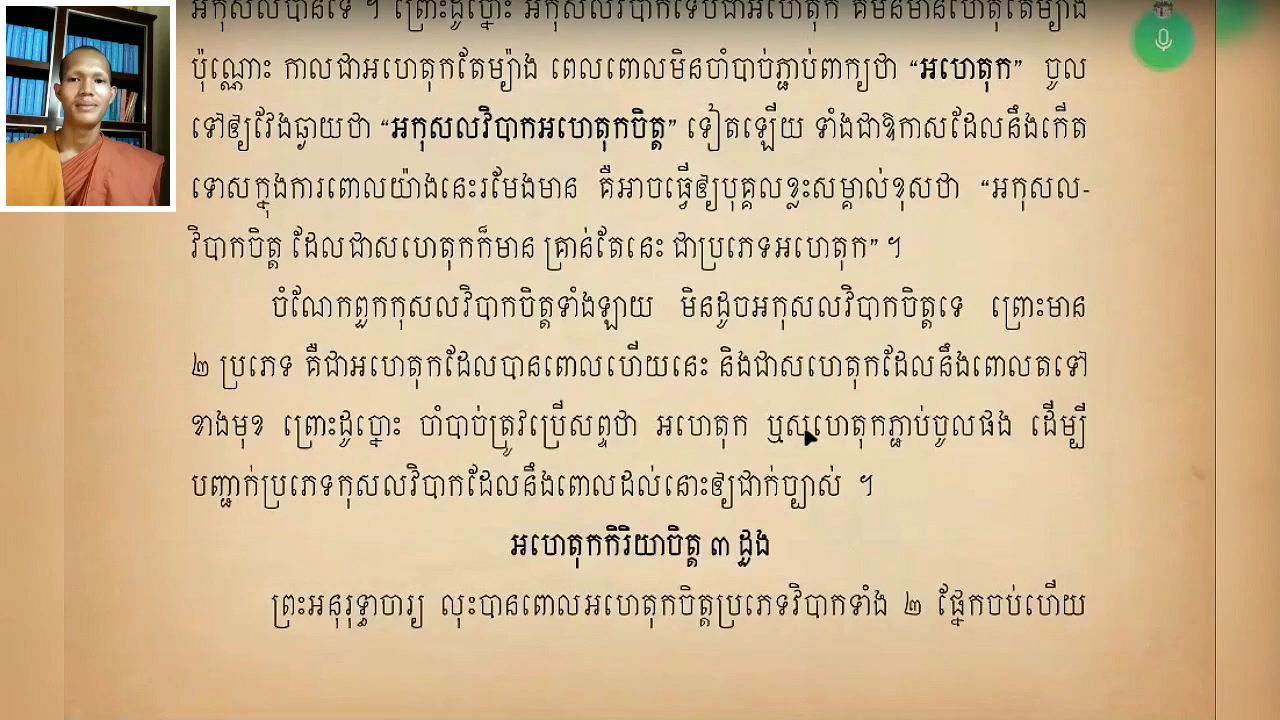 អកុសលបានទេ ។ ព្រោះដូច្នោះ អកុសលវិបាកទើបជាអហេតុក គឺមិនមានហេតុតែម្យ៉ាង
ប៉ុណ្ណោះ កាលជាអហេតុកតែម្យ៉ាង ពេលពោលមិនចាំបាច់ភ្ជាប់ពាក្យថា “អហេតុក” ចូល
ទៅឲ្យវែងឆ្ងាយថា “អកុសលវិបាកអហេតុកចិត្ត” ទៀតឡើយ ទាំងជាឱកាសដែលនឹងកើត
ទោសក្នុងការពោលយ៉ាងនេះរមែងមាន គឺអាចធ្វើឲ្យបុគ្គលខ្លះសម្គាល់ខុសថា “អកុសល-
វិបាកចិត្ត ដែលជាសហេតុកក៏មាន គ្រាន់តែនេះ ជាប្រភេទអហេតុក” ។
ចំណែកពួកកុសលវិបាកចិត្តទាំងឡាយ មិនដូចអកុសលវិបាកចិត្តទេ ព្រោះមាន
២ ប្រភេទ គឺជាអហេតុកដែលបានពោលហើយនេះ និងជាសហេតុកដែលនឹងពោលតទៅ
ខាងមុខ ព្រោះដូច្នោះ ចាំបាច់ត្រូវប្រើសព្ទថា អហេតុក ឬសហេតុកភ្ជាប់ចូលផង ដើម្បី
បញ្ជាក់ប្រភេទកុសលវិបាកដែលនឹងពោលដល់នោះឲ្យជាក់ច្បាស់ ។
អហេតុកកិរិយាចិត្ត ៣ ដួង
ព្រះអនុរុទ្ធាចារ្យ លុះបានពោលអហេតុកចិត្តប្រភេទវិបាកទាំង ២ ផ្នែកចប់ហើយ